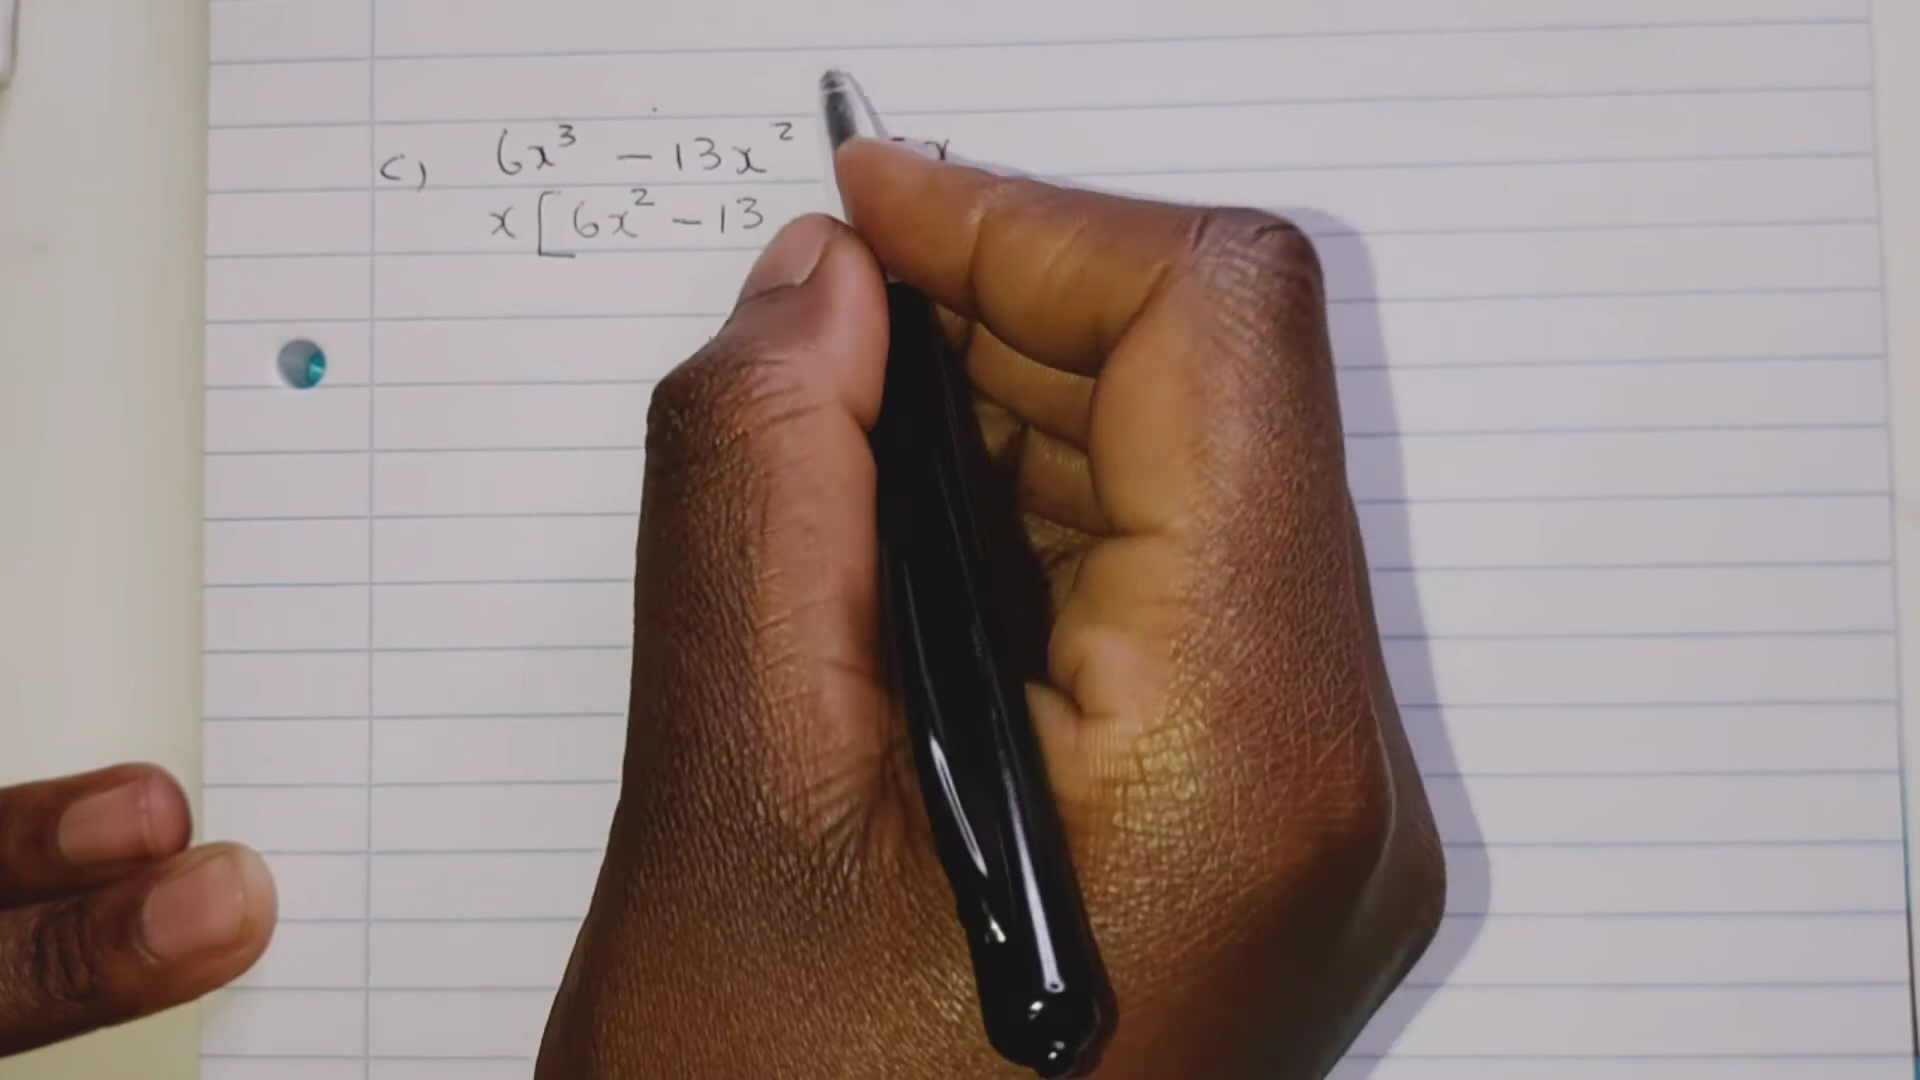 c) 6x³ - 13x² x
x[6x² - 13